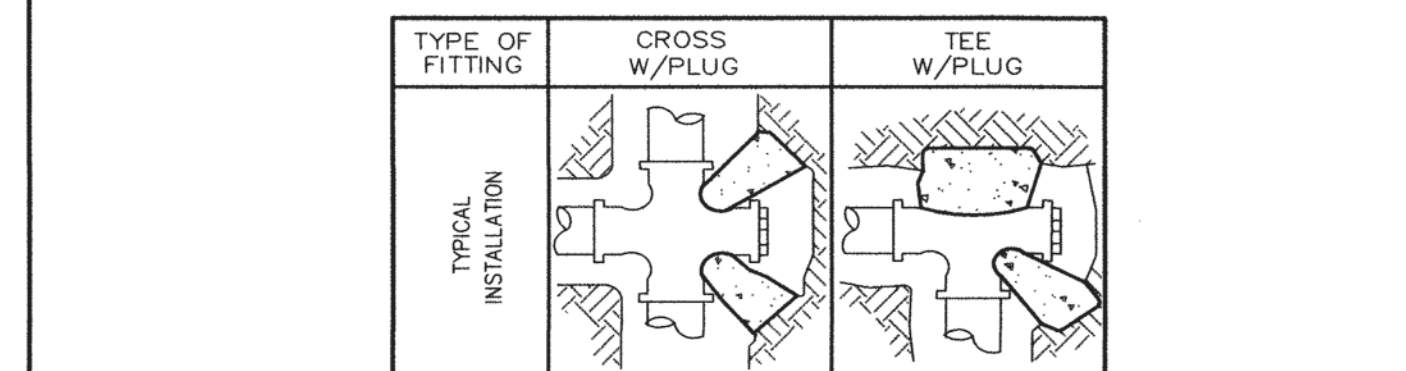 TYPE OF
FITTING
CROSS
W/PLUG
TEE
W/PLUG
TYPICAL
INSTALLATION